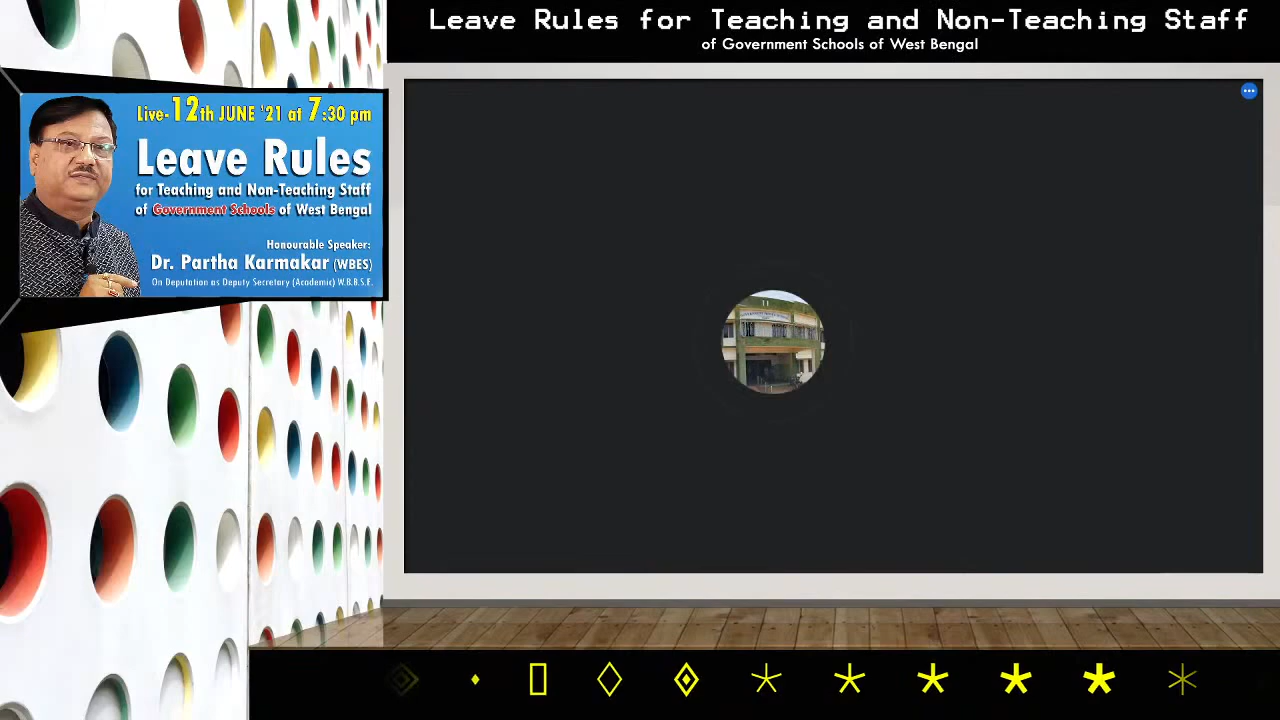 Leave Rules for Teaching and Non-Teaching Staff
of Government Schools of West Bengal
Live-12th JUNE '21 at 7:30 pm
Leave Rules
for Teaching and Non-Teaching Staff
of Government Schools of West Bengal
Honourable Speaker:
Dr. Partha Karmakar (WBES)
On Deputation as Deputy Secretary (Academic) W.B.B.S.E.